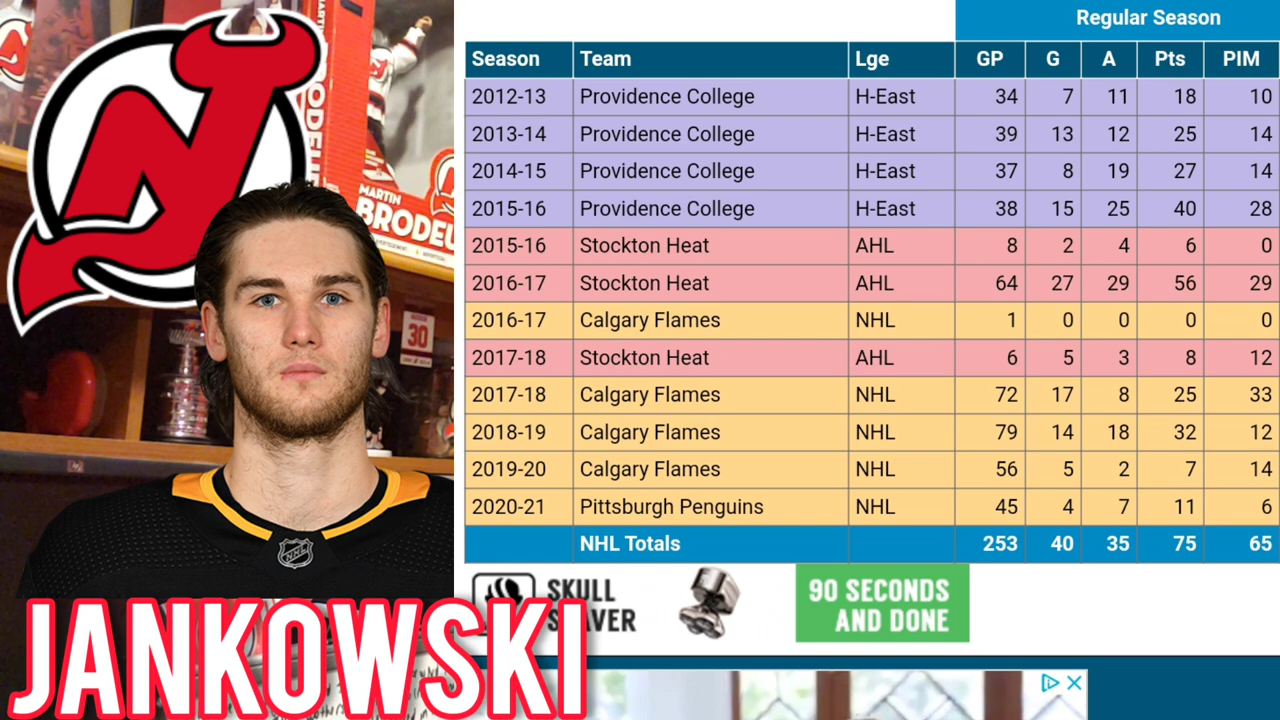 Regular Season
Season Team Lge GP G A Pts PIM
2012-13 Providence College H-East 34 7 11 18 10
2013-14 Providence College H-East 39 13 12 25 14
2014-15 Providence College H-East 37 8 19 27 14
2015-16 Providence College H-East 38 15 25 40 28
2015-16 Stockton Heat AHL 8 2 4 6 0
2016-17 Stockton Heat AHL 64 27 29 56 29
2016-17 Calgary Flames NHL 1 0 0 0 0
2017-18 Stockton Heat AHL 6 5 3 8 12
2017-18 Calgary Flames NHL 72 17 8 25 33
2018-19 Calgary Flames NHL 79 14 18 32 12
2019-20 Calgary Flames NHL 56 5 2 7 14
2020-21 Pittsburgh Penguins NHL 45 4 7 11 6
NHL Totals 253 40 35 75 65
MARTIN
30
NHL
SKULL
90 SECONDS
AND DONE
JANKOWSKI